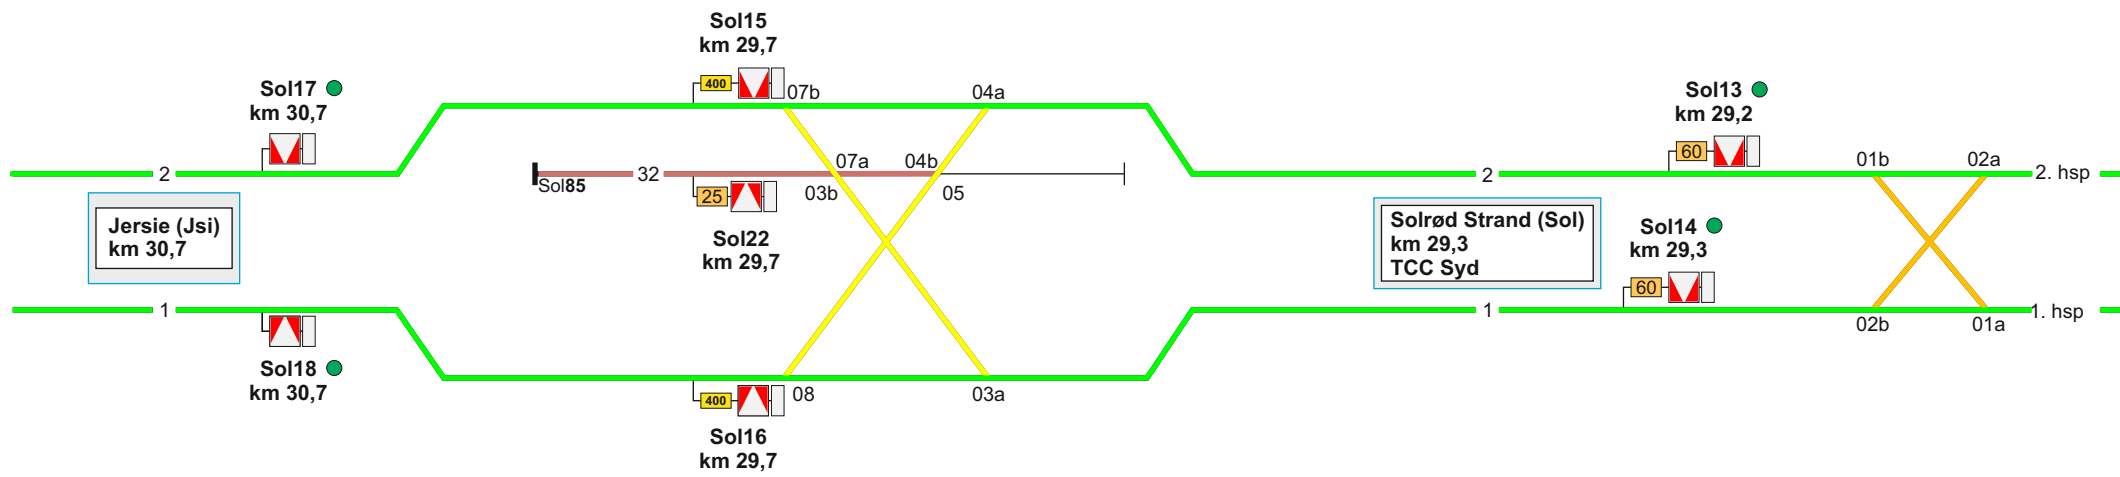 Sol15
km 29,7
400
07b
04a
Sol17
km 30,7
Sol13
km 29,2
60
01b
02a
2
Sol85
32
07a
04b
03b
05
25
Sol22
km 29,7
2
2. hsp
Jersie (Jsi)
km 30,7
Solrød Strand (Sol)
km 29,3
TCC Syd
Sol14
km 29,3
60
1
1
1. hsp
02b
01a
Sol18
km 30,7
400
08
03a
Sol16
km 29,7